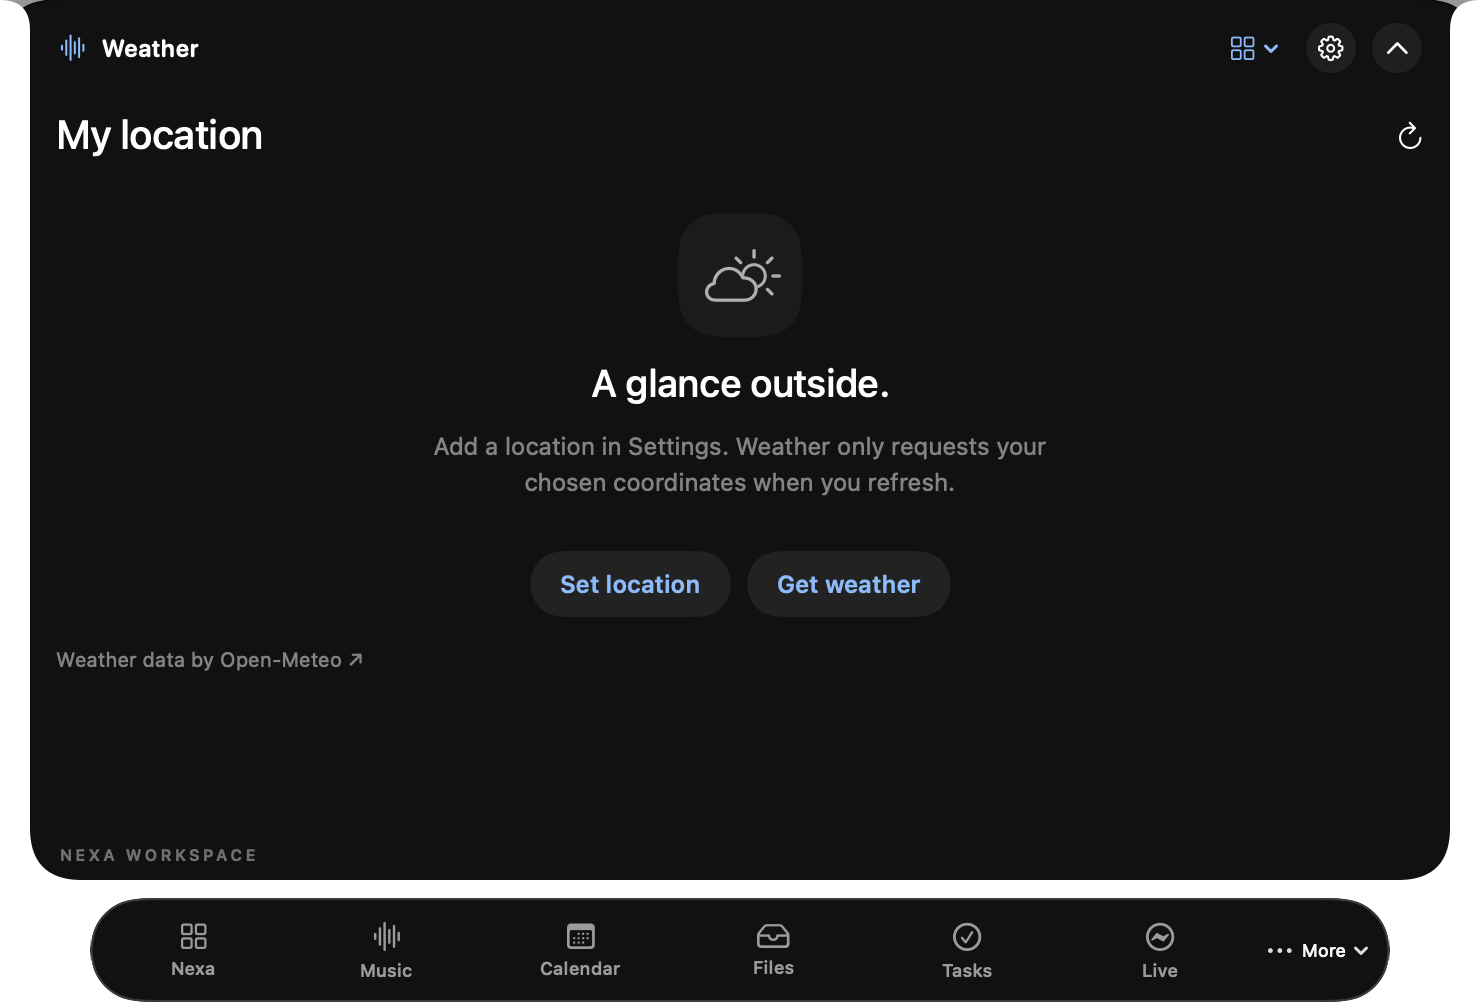 Weather
My location
A glance outside.
Add a location in Settings. Weather only requests your
chosen coordinates when you refresh.
Set location
Get weather
Weather data by Open-Meteo ↗
NEXA WORKSPACE
Nexa
Music
Calendar
Files
Tasks
Live
More